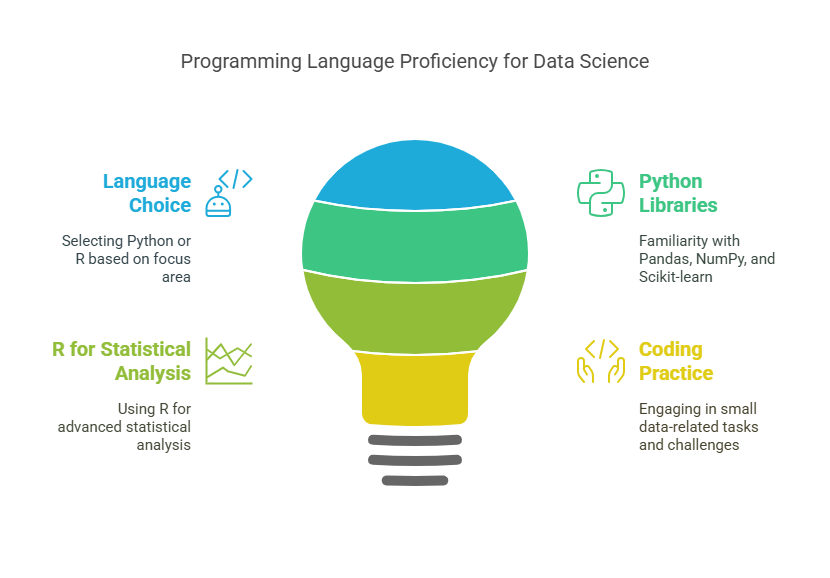 Programming Language Proficiency for Data Science
Language
Choice
Selecting Python or
R based on focus
area
Python
Libraries
Familiarity with
Pandas, NumPy, and
Scikit-learn
R for Statistical
Analysis
Using R for
advanced statistical
analysis
Coding
Practice
Engaging in small
data-related tasks
and challenges